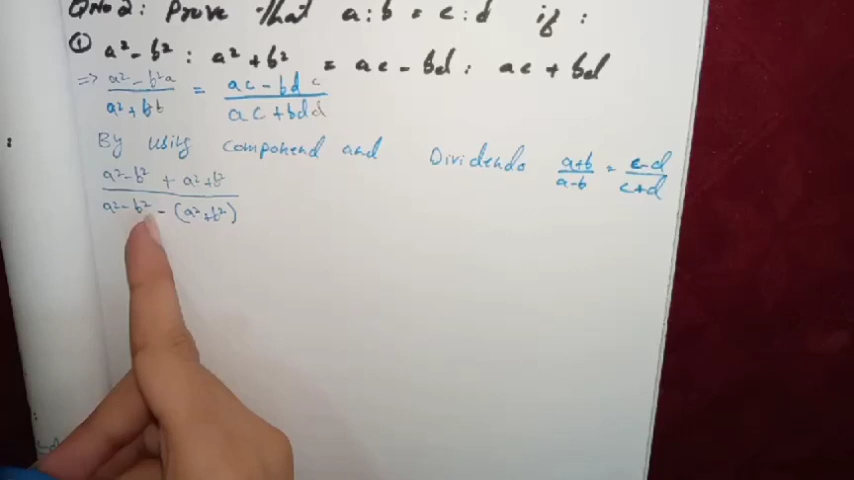 QNo 2: Prove that a:b = c:d if:
① a² - b² : a² + b² = ac - bd : ac + bd
=> a² - b² a / a² + b² b = ac - bd c / ac + bd d
By using componend and Dividendo a+b / a-b = c-d / c+d
a² - b² + a² + b² / a² - b² - (a² + b²)